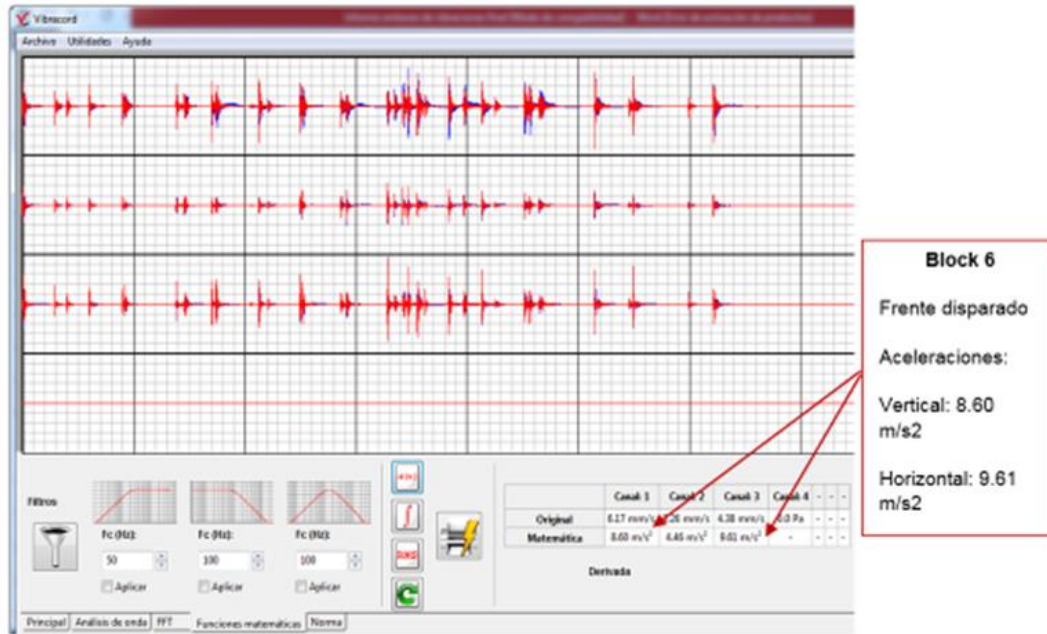 Vibracord
Archivo Utilidades Ayuda
Block 6
Frente disparado
Aceleraciones:
Vertical: 8.60
m/s2
Horizontal: 9.61
m/s2
Filtros
Fc (Hz): Fc (Hz): Fc (Hz):
50 100 100
Aplicar Aplicar Aplicar
RMS
Canal: 1 Canal: 2 Canal: 3 Canal: 4 - - -
Original 6.17 mm/s .26 mm/s 4.38 mm/s 0.0 Pa - - -
Matemática 8.60 m/s² 4.46 m/s² 9.61 m/s² - - - -
Derivada
Principal Análisis de onda FFT Funciones matemáticas Norma